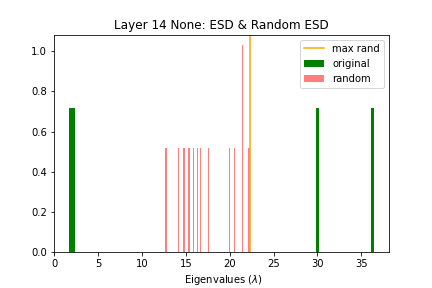 Layer 14 None: ESD & Random ESD
max rand
original
random
1.0
0.8
0.6
0.4
0.2
0.0
0 5 10 15 20 25 30 35
Eigenvalues (λ)